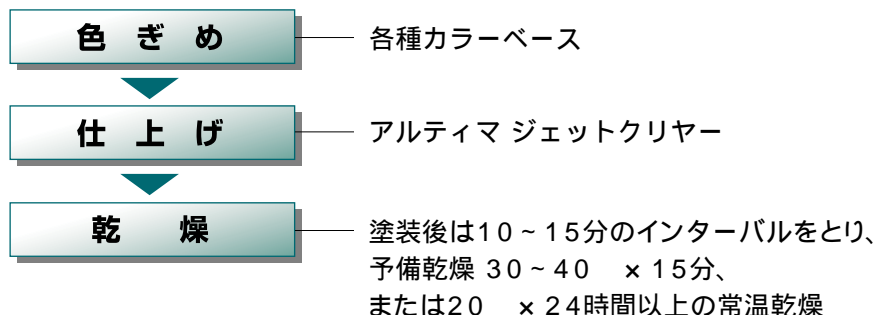 色 ぎ め
各種カラーベース
仕 上 げ
アルティマ ジェットクリヤー
乾 燥
塗装後は10~15分のインターバルをとり、
予備乾燥 30~40 ×15分、
または20 ×24時間以上の常温乾燥